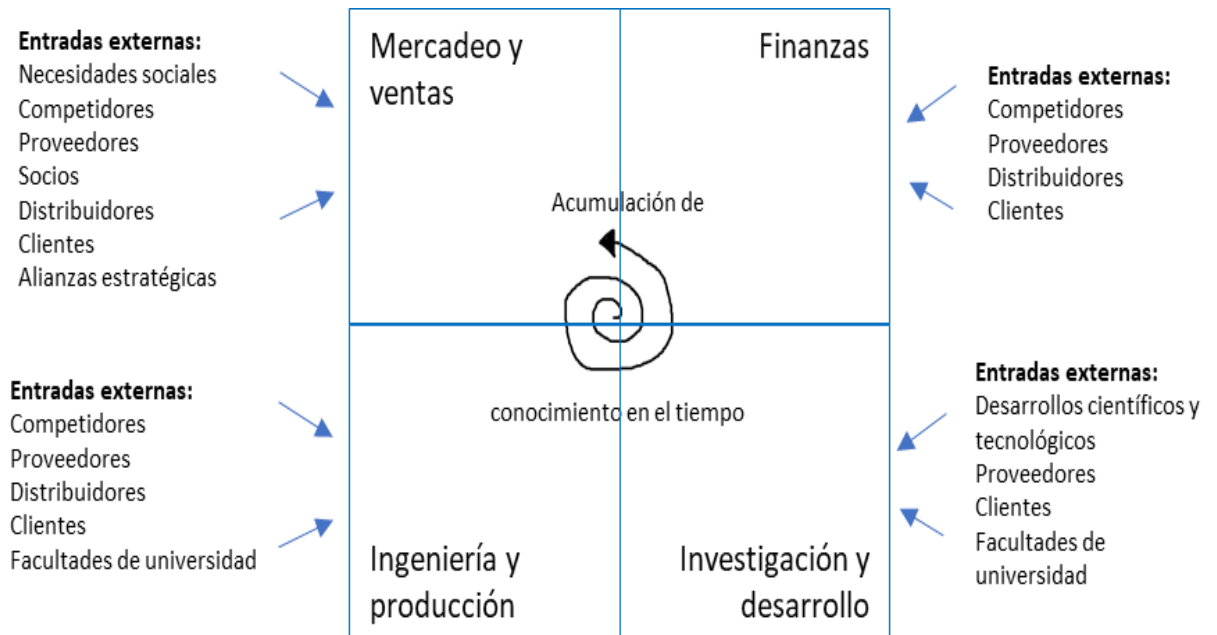 Entradas externas:
Necesidades sociales
Competidores
Proveedores
Socios
Distribuidores
Clientes
Alianzas estratégicas
Mercadeo y
ventas
Finanzas
Entradas externas:
Competidores
Proveedores
Distribuidores
Clientes
Acumulación de
conocimiento en el tiempo
Entradas externas:
Competidores
Proveedores
Distribuidores
Clientes
Facultades de universidad
Ingeniería y
producción
Investigación y
desarrollo
Entradas externas:
Desarrollos científicos y
tecnológicos
Proveedores
Clientes
Facultades de
universidad